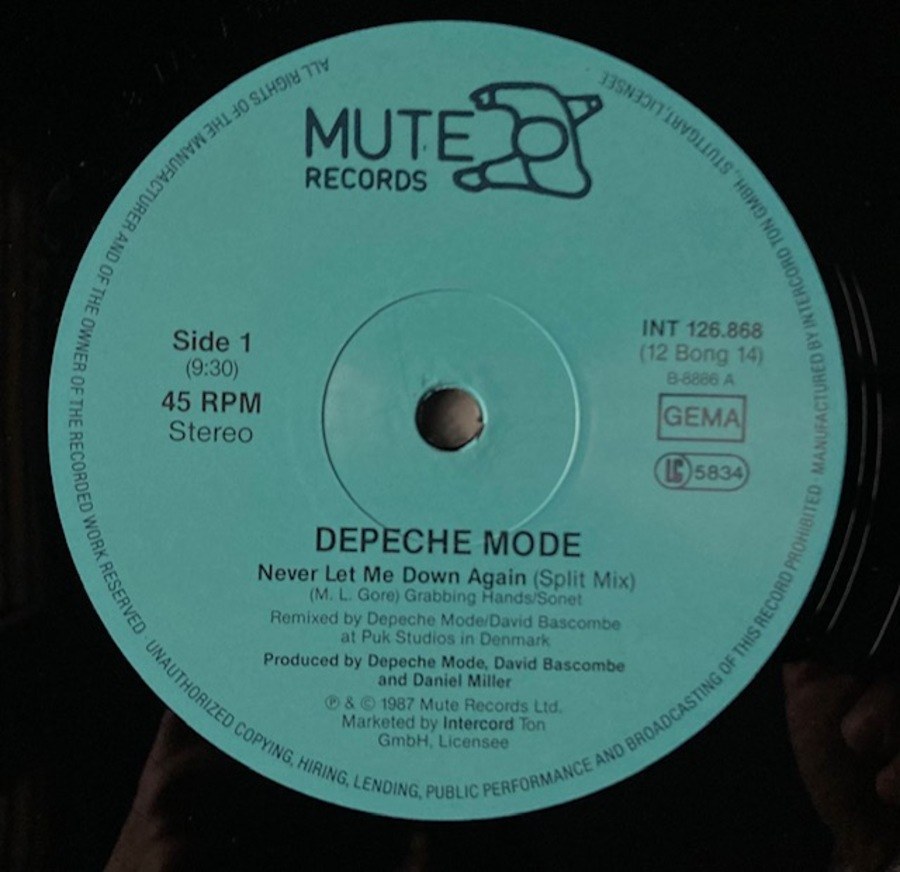 MUTE
RECORDS
Side 1
(9:30)
45 RPM
Stereo
INT 126.868
(12 Bong 14)
B-8886 A
GEMA
LC 5834
DEPECHE MODE
Never Let Me Down Again (Split Mix)
(M. L. Gore) Grabbing Hands/Sonet
Remixed by Depeche Mode/David Bascombe
at Puk Studios in Denmark
Produced by Depeche Mode, David Bascombe
and Daniel Miller
℗ & © 1987 Mute Records Ltd.
Marketed by Intercord Ton
GmbH, Licensee
ALL RIGHTS OF THE MANUFACTURER AND OF THE OWNER OF THE RECORDED WORK RESERVED · UNAUTHORIZED COPYING, HIRING, LENDING, PUBLIC PERFORMANCE AND BROADCASTING OF THIS RECORD PROHIBITED · MANUFACTURED BY INTERCORD TON GMBH., STUTTGART, LICENSEE